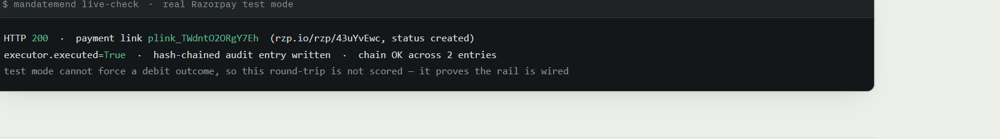 $ mandatemend live-check · real Razorpay test mode
HTTP 200 · payment link plink_TWdntO2ORgY7Eh (rzp.io/rzp/43uYvEwc, status created)
executor.executed=True · hash-chained audit entry written · chain OK across 2 entries
test mode cannot force a debit outcome, so this round-trip is not scored — it proves the rail is wired